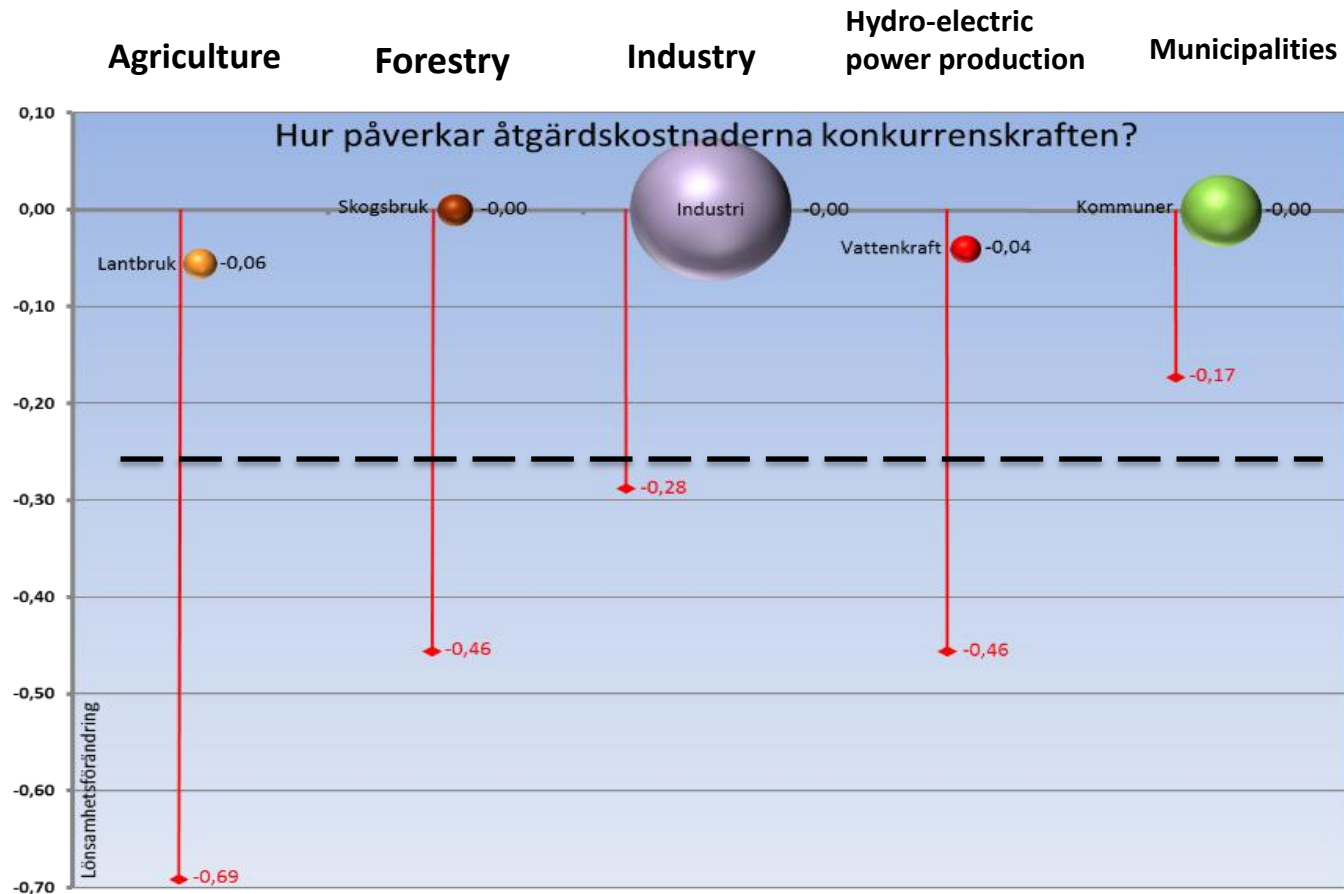 Agriculture
Forestry
Industry
Hydro-electric
power production
Municipalities
Hur påverkar åtgärdskostnaderna konkurrenskraften?
0,10
0,00
-0,10
-0,20
-0,30
-0,40
-0,50
-0,60
-0,70
Lönsamhetsförändring
Lantbruk
-0,06
-0,69
Skogsbruk
-0,00
-0,46
Industri
-0,00
-0,28
Vattenkraft
-0,04
-0,46
Kommuner
-0,00
-0,17